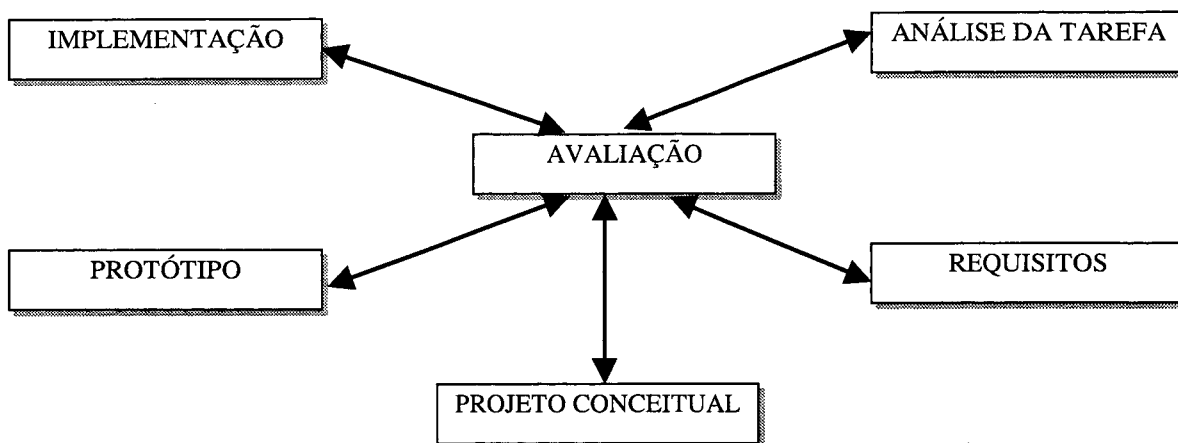 IMPLEMENTAÇÃO
ANÁLISE DA TAREFA
AVALIAÇÃO
PROTÓTIPO
REQUISITOS
PROJETO CONCEITUAL